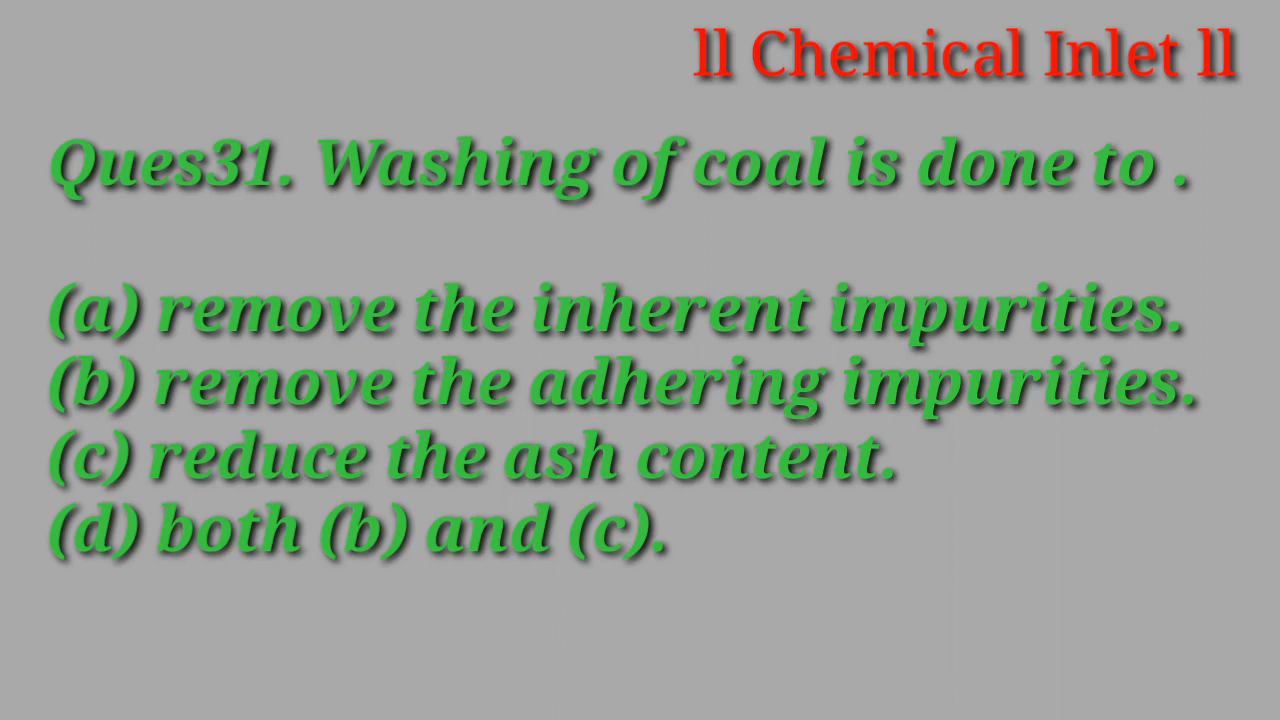 ll Chemical Inlet ll
Ques31. Washing of coal is done to .
(a) remove the inherent impurities.
(b) remove the adhering impurities.
(c) reduce the ash content.
(d) both (b) and (c).